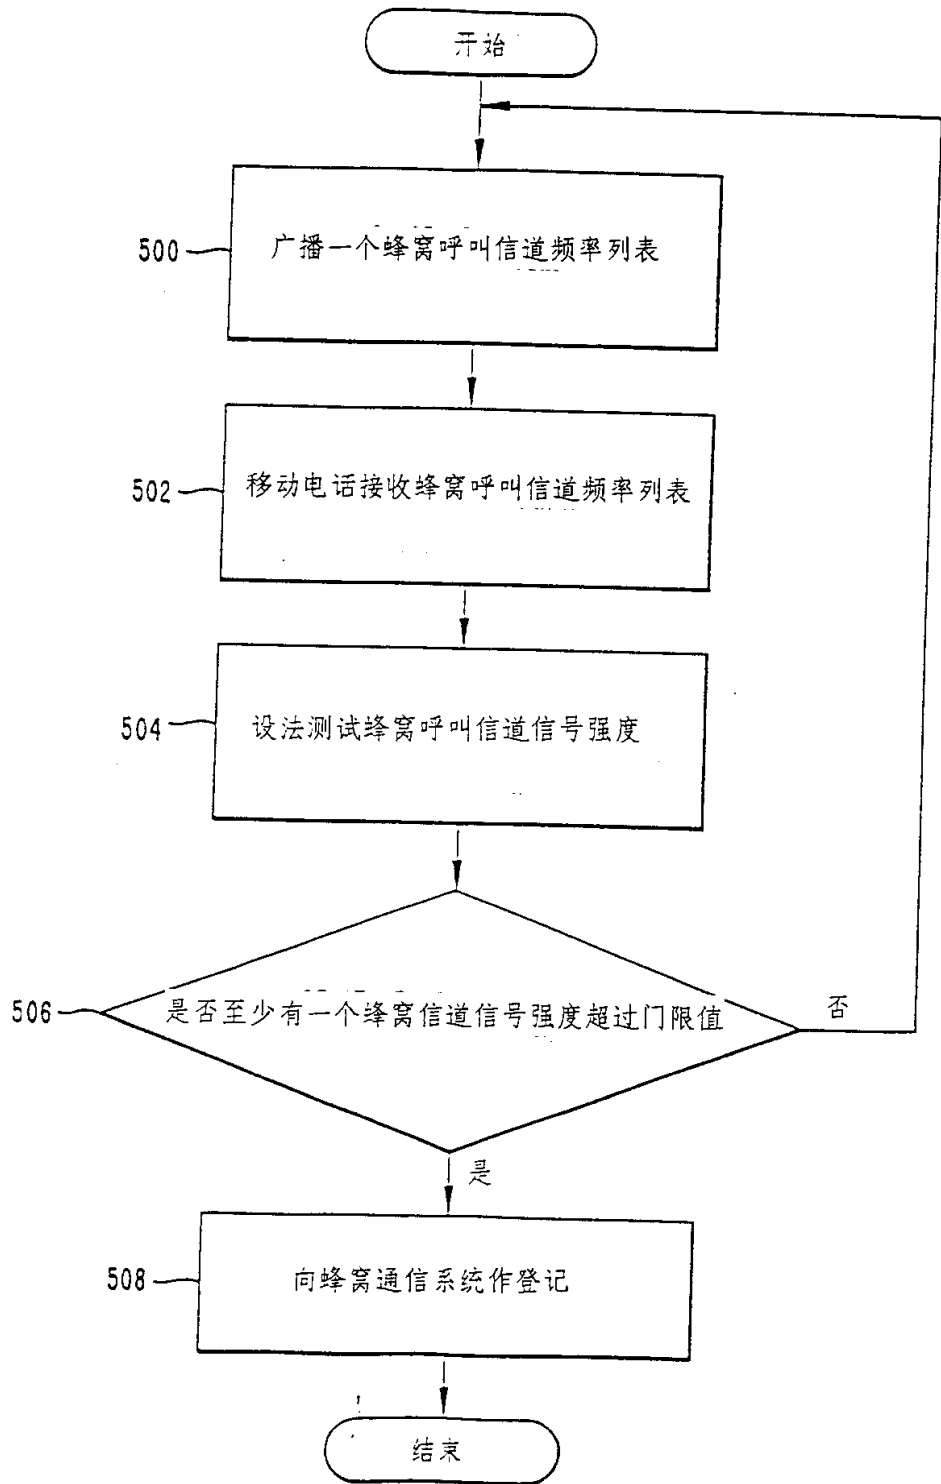 开始
500
广播一个蜂窝呼叫信道频率列表
502
移动电话接收蜂窝呼叫信道频率列表
504
设法测试蜂窝呼叫信道信号强度
506
是否至少有一个蜂窝信道信号强度超过门限值
否
是
508
向蜂窝通信系统作登记
结束